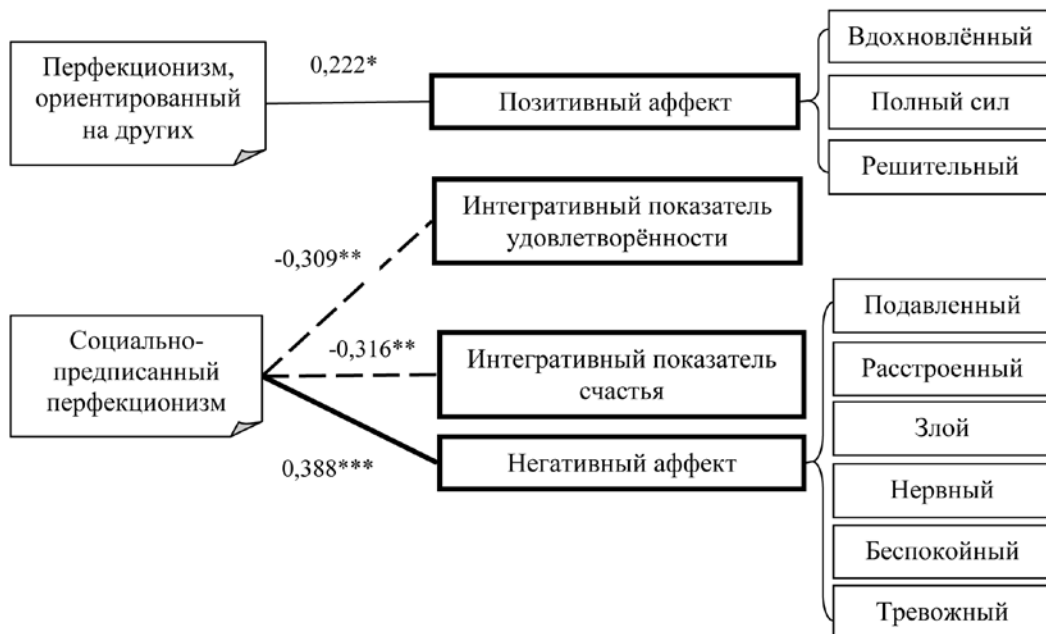 Перфекционизм,
ориентированный
на других
0,222*
Позитивный аффект
Вдохновлённый
Полный сил
Решительный
Интегративный показатель
удовлетворённости
-0,309**
Социально-
предписанный
перфекционизм
-0,316**
Интегративный показатель
счастья
0,388***
Негативный аффект
Подавленный
Расстроенный
Злой
Нервный
Беспокойный
Тревожный